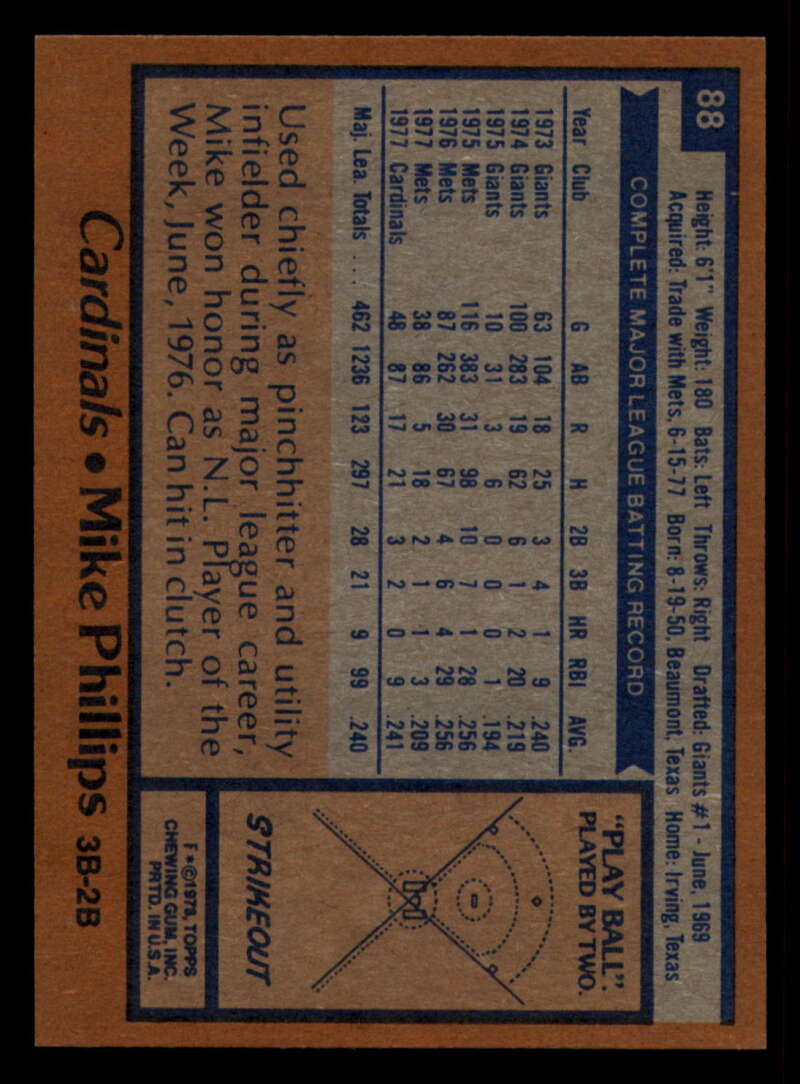 88
Height: 6'1" Weight: 180 Bats: Left Throws: Right Drafted: Giants #1 - June, 1969
Acquired: Trade with Mets, 6-15-77 Born: 8-19-50, Beaumont, Texas Home: Irving, Texas
COMPLETE MAJOR LEAGUE BATTING RECORD
Year Club G AB R H 2B 3B HR RBI AVG.
1973 Giants 63 104 18 25 3 4 1 9 .240
1974 Giants 100 283 19 62 6 1 2 20 .219
1975 Giants 10 31 3 6 0 0 0 1 .194
1975 Mets 116 383 31 98 10 7 1 28 .256
1976 Mets 87 262 30 67 4 6 4 29 .256
1977 Mets 38 86 5 18 2 1 1 3 .209
1977 Cardinals 48 87 17 21 3 2 0 9 .241
Maj. Lea. Totals ... 462 1236 123 297 28 21 9 99 .240
Used chiefly as pinchhitter and utility
infielder during major league career,
Mike won honor as N.L. Player of the
Week, June, 1976. Can hit in clutch.
"PLAY BALL"
PLAYED BY TWO.
STRIKEOUT
F*©1978, TOPPS
CHEWING GUM, INC.
PRTD. IN U.S.A.
Cardinals • Mike Phillips 3B-2B